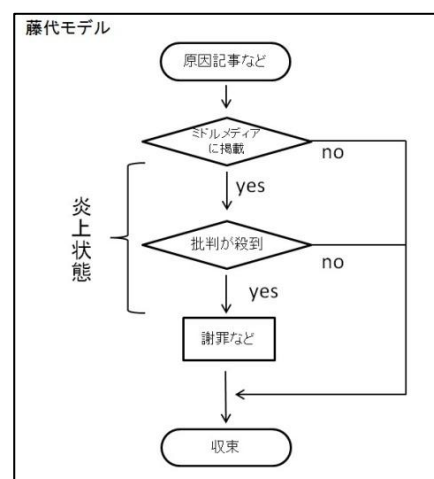 藤代モデル
原因記事など
ミドルメディア
に掲載
no
yes
炎上状態
批判が殺到
no
yes
謝罪など
収束